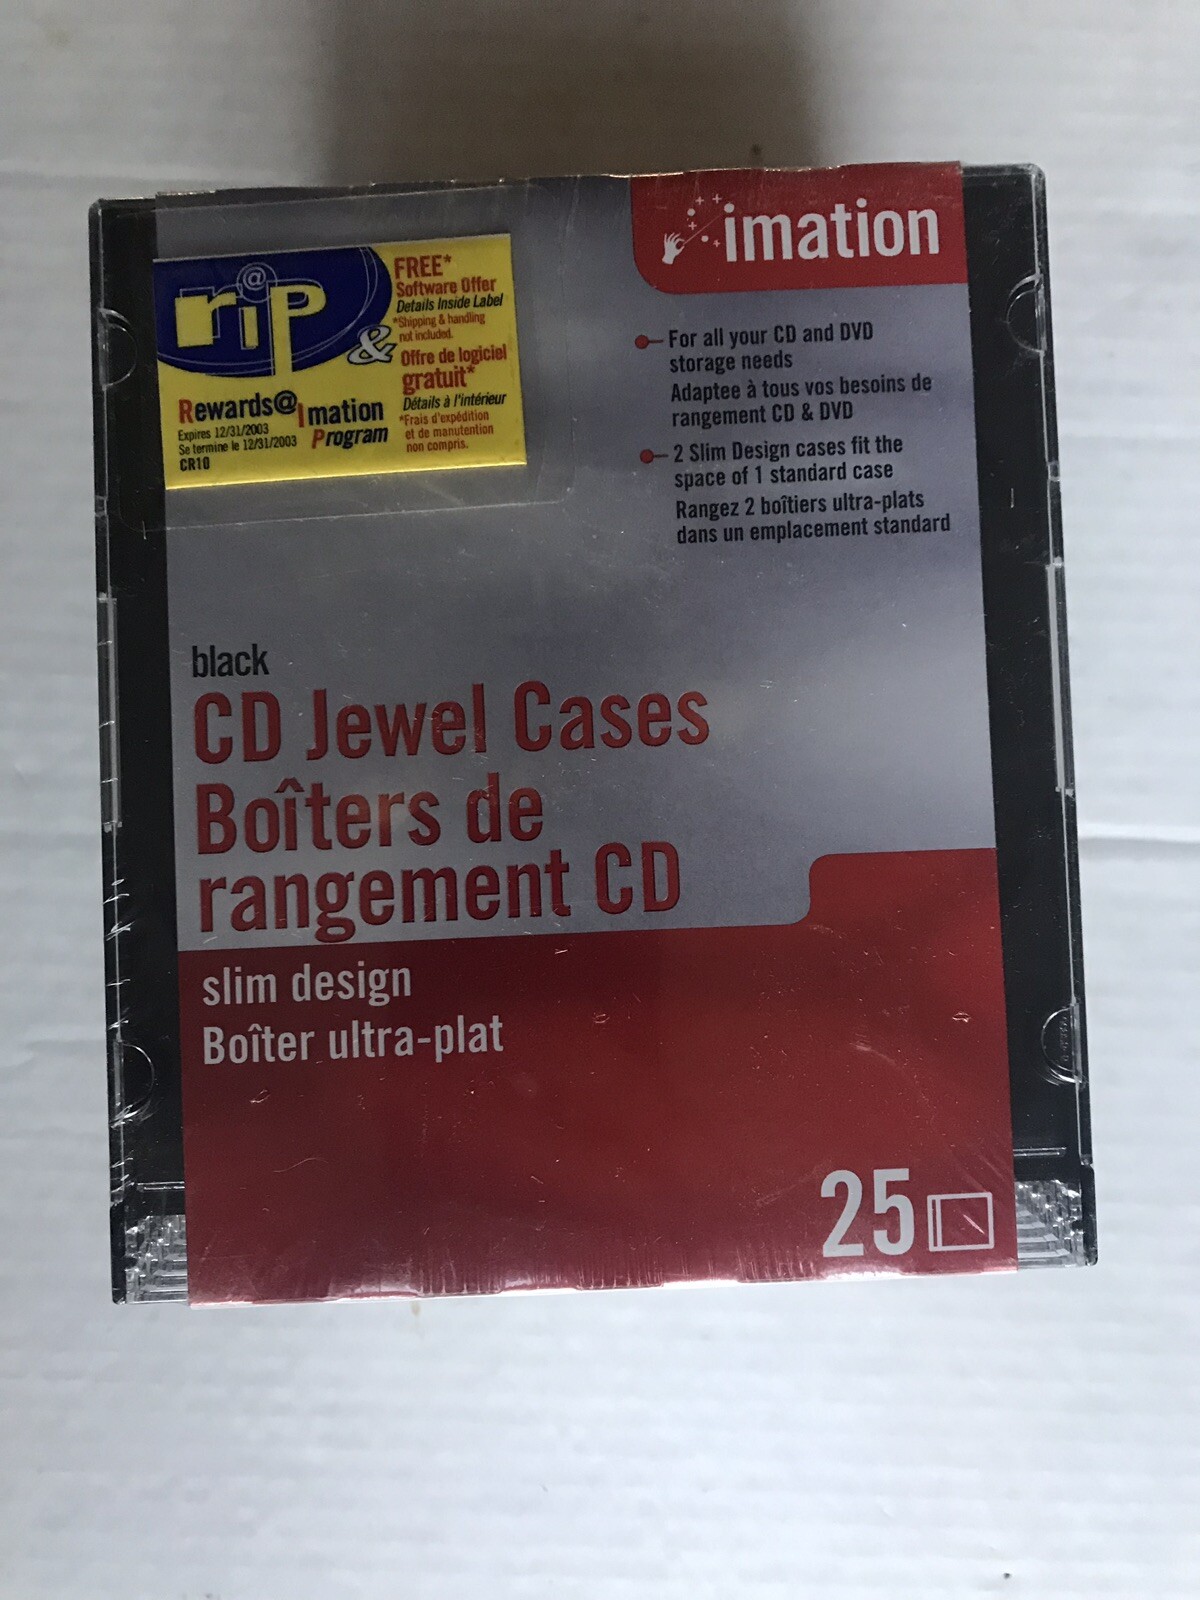 imation
r@iP
&
FREE*
Software Offer
Details Inside Label
*Shipping & handling
not included.
Offre de logiciel
gratuit*
Détails à l'intérieur
*Frais d'expédition
et de manutention
non compris.
Rewards@Imation
Program
Expires 12/31/2003
Se termine le 12/31/2003
CR10
For all your CD and DVD
storage needs
Adaptee à tous vos besoins de
rangement CD & DVD
2 Slim Design cases fit the
space of 1 standard case
Rangez 2 boîtiers ultra-plats
dans un emplacement standard
black
CD Jewel Cases
Boîters de
rangement CD
slim design
Boîter ultra-plat
25